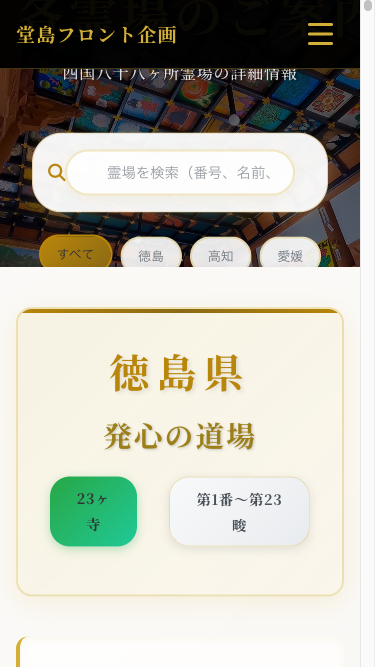 堂島フロント企画
四国八十八ヶ所霊場の詳細情報
霊場を検索（番号、名前、
すべて
徳島
高知
愛媛
徳島県
発心の道場
23ヶ
寺
第1番〜第23
畯